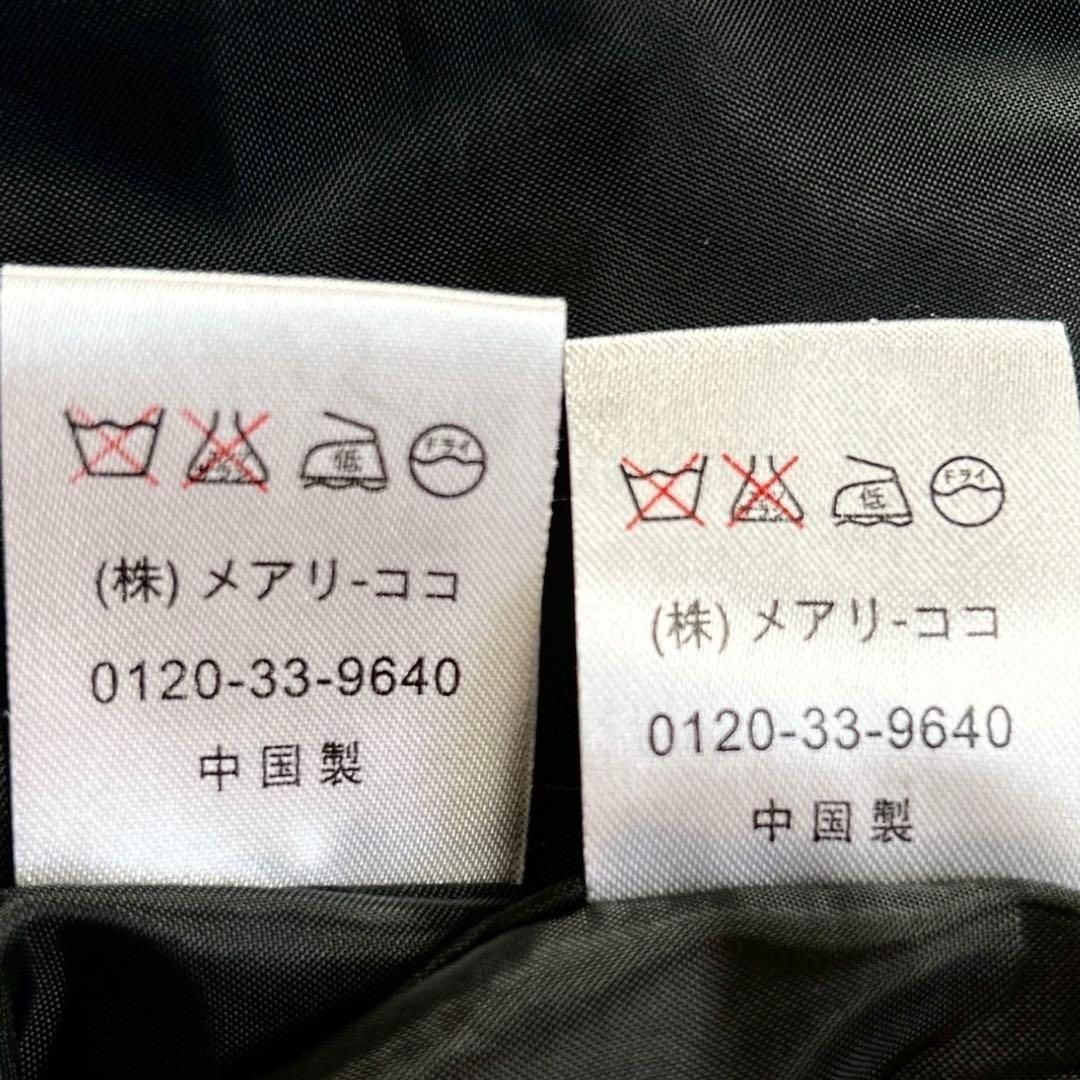 低 ドライ
(株) メアリ-ココ
0120-33-9640
中国製
低 ドライ
(株) メアリ-ココ
0120-33-9640
中国製